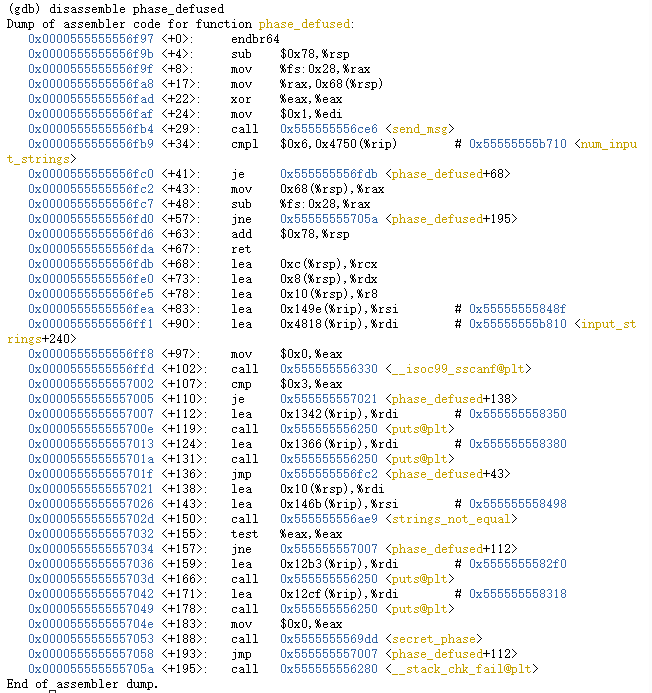 (gdb) disassemble phase_defused
Dump of assembler code for function phase_defused:
0x0000555555556f97 <+0>: endbr64
0x0000555555556f9b <+4>: sub $0x78,%rsp
0x0000555555556f9f <+8>: mov %fs:0x28,%rax
0x0000555555556fa8 <+17>: mov %rax,0x68(%rsp)
0x0000555555556fad <+22>: xor %eax,%eax
0x0000555555556faf <+24>: mov $0x1,%edi
0x0000555555556fb4 <+29>: call 0x555555556ce6 <send_msg>
0x0000555555556fb9 <+34>: cmpl $0x6,0x4750(%rip) # 0x55555555b710 <num_inpu
t_strings>
0x0000555555556fc0 <+41>: je 0x555555556fdb <phase_defused+68>
0x0000555555556fc2 <+43>: mov 0x68(%rsp),%rax
0x0000555555556fc7 <+48>: sub %fs:0x28,%rax
0x0000555555556fd0 <+57>: jne 0x55555555705a <phase_defused+195>
0x0000555555556fd6 <+63>: add $0x78,%rsp
0x0000555555556fda <+67>: ret
0x0000555555556fdb <+68>: lea 0xc(%rsp),%rcx
0x0000555555556fe0 <+73>: lea 0x8(%rsp),%rdx
0x0000555555556fe5 <+78>: lea 0x10(%rsp),%r8
0x0000555555556fea <+83>: lea 0x149e(%rip),%rsi # 0x55555555848f
0x0000555555556ff1 <+90>: lea 0x4818(%rip),%rdi # 0x55555555b810 <input_st
rings+240>
0x0000555555556ff8 <+97>: mov $0x0,%eax
0x0000555555556ffd <+102>: call 0x555555556330 <__isoc99_sscanf@plt>
0x0000555555557002 <+107>: cmp $0x3,%eax
0x0000555555557005 <+110>: je 0x555555557021 <phase_defused+138>
0x0000555555557007 <+112>: lea 0x1342(%rip),%rdi # 0x555555558350
0x000055555555700e <+119>: call 0x555555556250 <puts@plt>
0x0000555555557013 <+124>: lea 0x1366(%rip),%rdi # 0x555555558380
0x000055555555701a <+131>: call 0x555555556250 <puts@plt>
0x000055555555701f <+136>: jmp 0x555555556fc2 <phase_defused+43>
0x0000555555557021 <+138>: lea 0x10(%rsp),%rdi
0x0000555555557026 <+143>: lea 0x146b(%rip),%rsi # 0x555555558498
0x000055555555702d <+150>: call 0x555555556ae9 <strings_not_equal>
0x0000555555557032 <+155>: test %eax,%eax
0x0000555555557034 <+157>: jne 0x555555557007 <phase_defused+112>
0x0000555555557036 <+159>: lea 0x12b3(%rip),%rdi # 0x5555555582f0
0x000055555555703d <+166>: call 0x555555556250 <puts@plt>
0x0000555555557042 <+171>: lea 0x12cf(%rip),%rdi # 0x555555558318
0x0000555555557049 <+178>: call 0x555555556250 <puts@plt>
0x000055555555704e <+183>: mov $0x0,%eax
0x0000555555557053 <+188>: call 0x5555555569dd <secret_phase>
0x0000555555557058 <+193>: jmp 0x555555557007 <phase_defused+112>
0x000055555555705a <+195>: call 0x555555556280 <__stack_chk_fail@plt>
End of assembler dump.